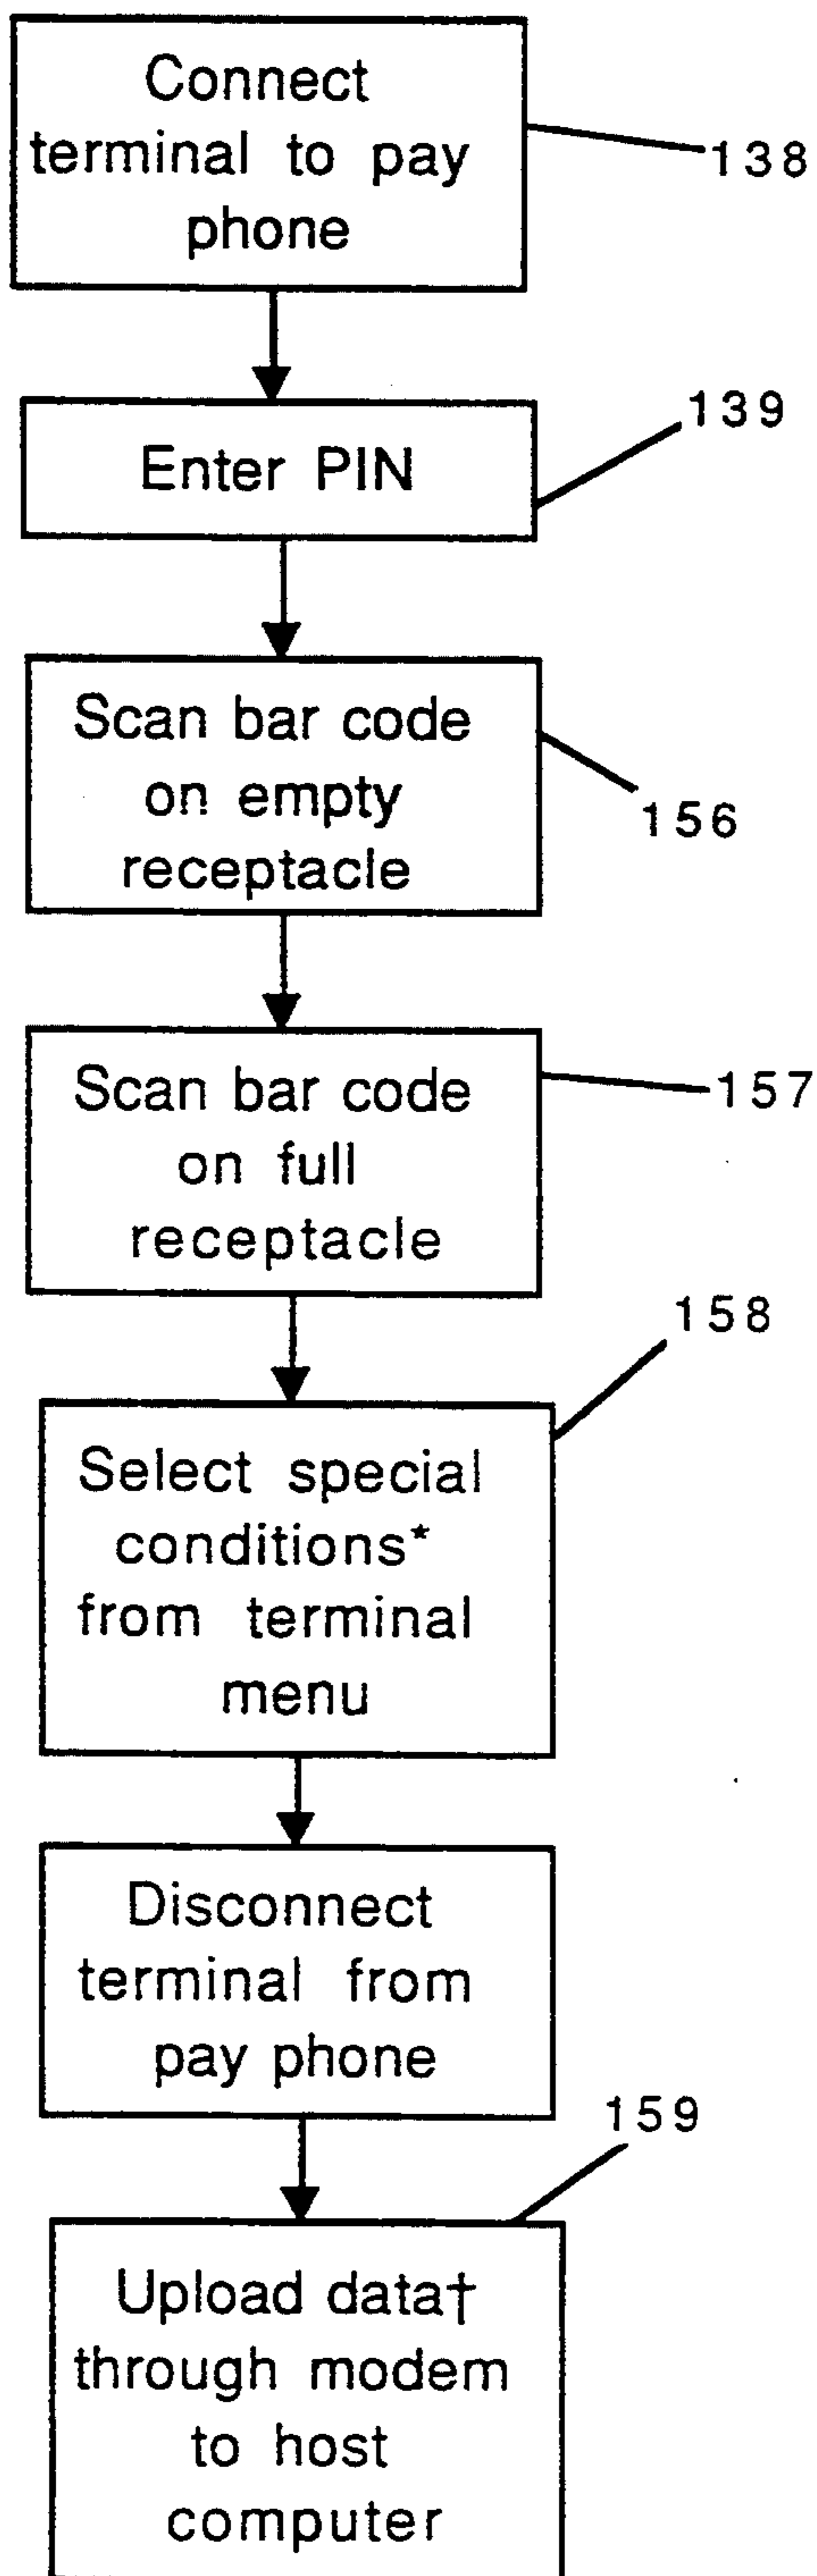 Connect
terminal to pay
phone
138
Enter PIN
139
Scan bar code
on empty
receptacle
156
Scan bar code
on full
receptacle
157
Select special
conditions*
from terminal
menu
158
Disconnect
terminal from
pay phone
Upload data†
through modem
to host
computer
159